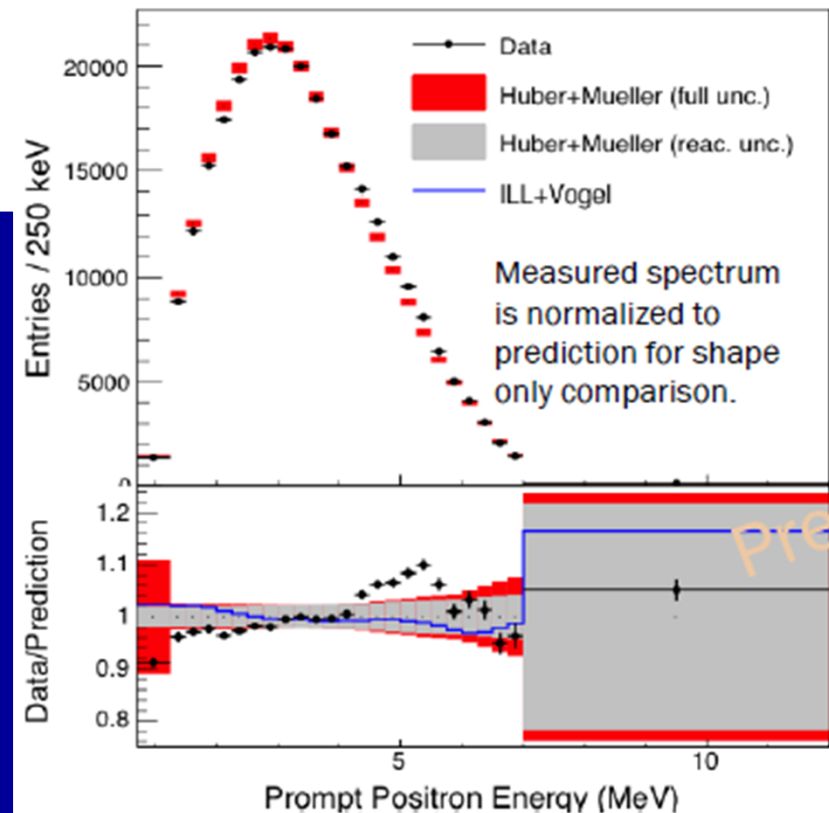 Entries / 250 keV
20000
15000
10000
5000
0
Data
Huber+Mueller (full unc.)
Huber+Mueller (reac. unc.)
ILL+Vogel
Measured spectrum
is normalized to
prediction for shape
only comparison.
Data/Prediction
1.2
1.1
1
0.9
0.8
Pre
5
10
Prompt Positron Energy (MeV)